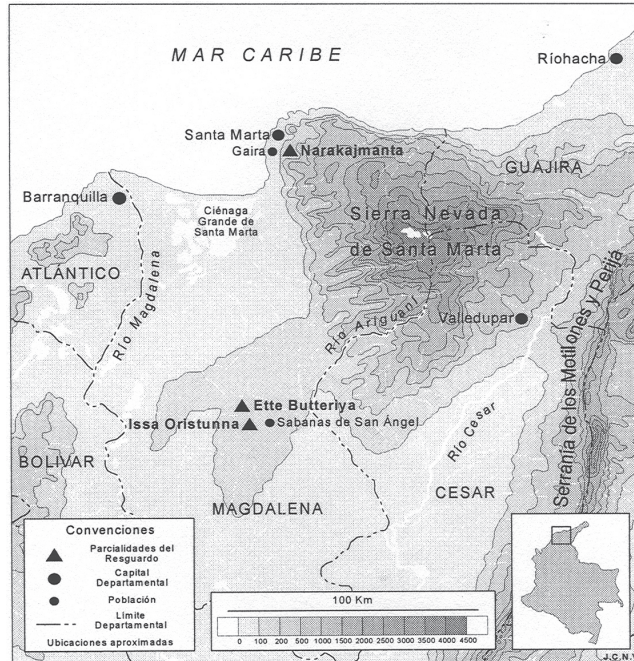 MAR CARIBE
Ríohacha
Santa Marta
Gaira
Narakajmanta
GUAJIRA
Barranquilla
Ciénaga
Grande de
Santa Marta
Sierra Nevada
de Santa Marta
ATLÁNTICO
Río Magdalena
Río Ariguaní
Valledupar
Serranía de los Motilones y Perijá
Ette Butteriya
Issa Oristunna
Sabanas de San Ángel
Río Cesar
BOLIVAR
MAGDALENA
CESAR
Convenciones
Parcialidades del
Resguardo
Capital
Departamental
Población
Límite
Departamental
Ubicaciones aproximadas
100 Km
0 100 200 500 1000 2000 3000 3500 4000 4500
J.C.N.V